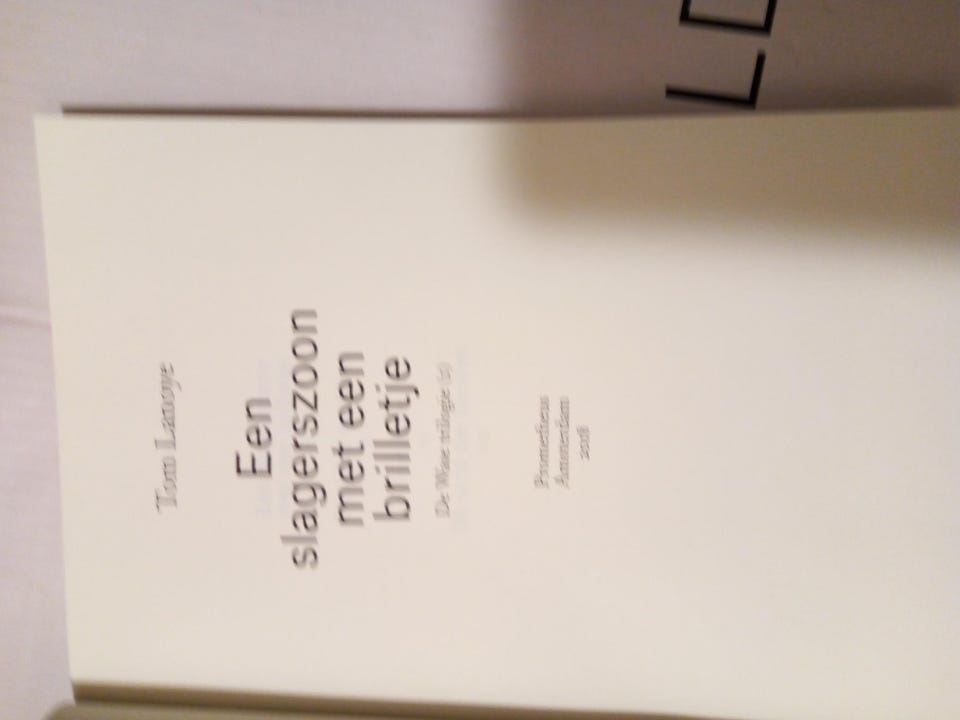 Tom Lanoye
Een
slagerszoon
met een
brilletje
De Wase trilogie
Prometheus
Amsterdam
2018